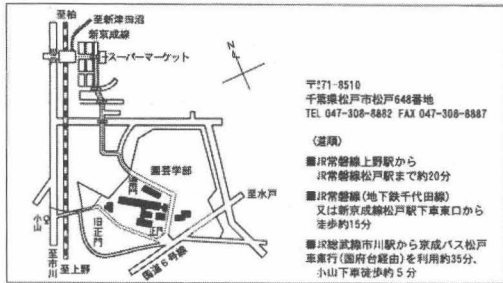 至柏
至新津田沼
新京成線
スーパーマーケット
N
園芸学部
通用門
至水戸
小山
旧正門
正門
至市川
至上野
国道6号線
〒271-8510
千葉県松戸市松戸648番地
TEL 047-308-8882 FAX 047-308-8887
〈道順〉
■JR常磐線上野駅から
JR常磐線松戸駅まで約20分
■JR常磐線(地下鉄千代田線)
又は新京成線松戸駅下車東口から
徒歩約15分
■JR総武線市川駅から京成バス松戸
車庫行(国府台経由)を利用約35分、
小山下車徒歩約5分